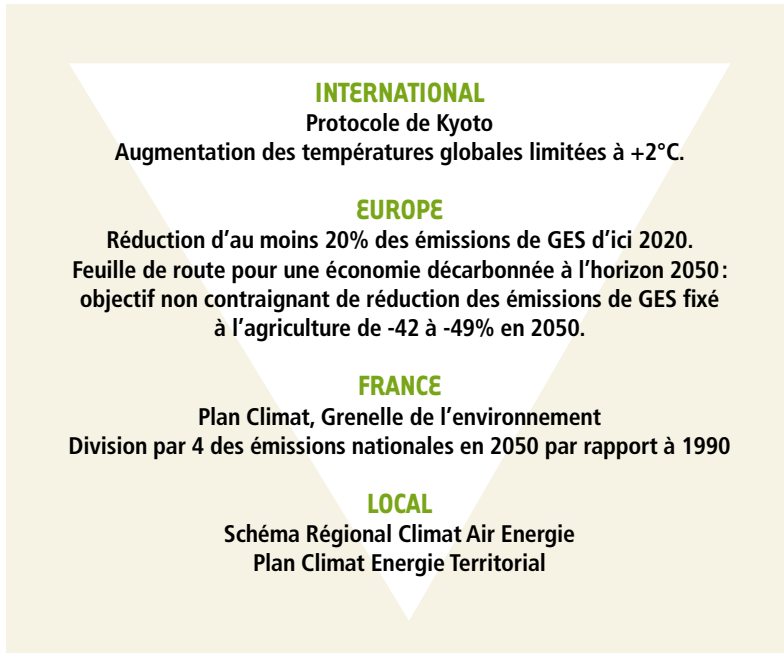 INTERNATIONAL
Protocole de Kyoto
Augmentation des températures globales limitées à +2°C.
EUROPE
Réduction d'au moins 20% des émissions de GES d'ici 2020.
Feuille de route pour une économie décarbonnée à l'horizon 2050:
objectif non contraignant de réduction des émissions de GES fixé
à l'agriculture de -42 à -49% en 2050.
FRANCE
Plan Climat, Grenelle de l'environnement
Division par 4 des émissions nationales en 2050 par rapport à 1990
LOCAL
Schéma Régional Climat Air Energie
Plan Climat Energie Territorial